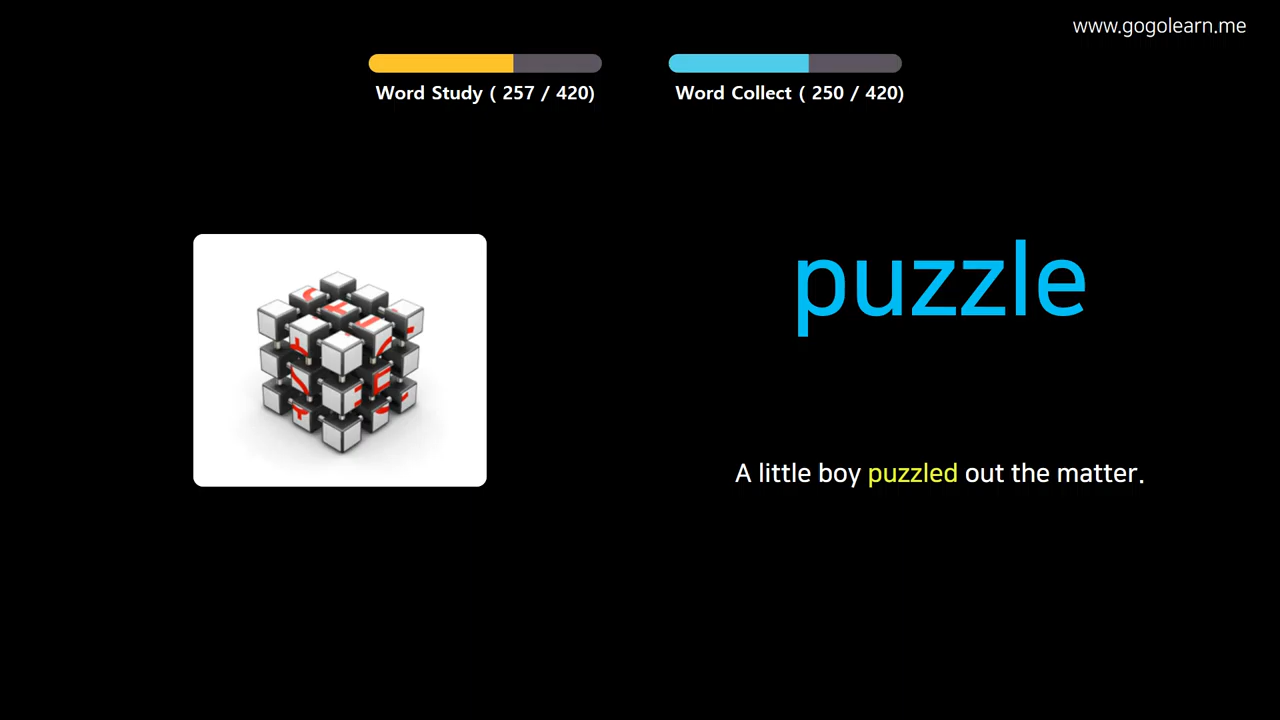 www.gogolearn.me
Word Study ( 257 / 420)
Word Collect ( 250 / 420)
puzzle
A little boy puzzled out the matter.